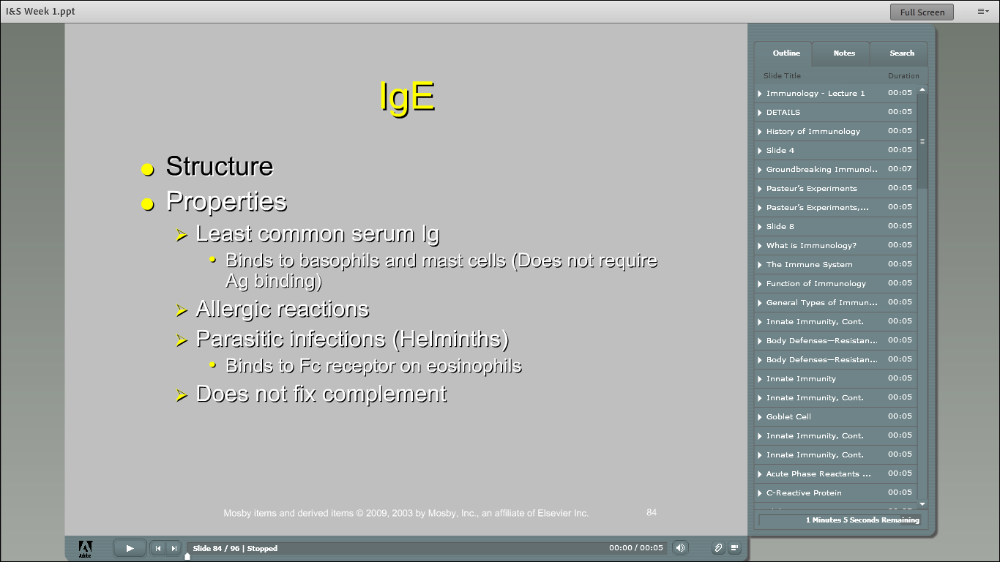 I&S Week 1.ppt
Full Screen
IgE
Structure
Properties
Least common serum Ig
Binds to basophils and mast cells (Does not require
Ag binding)
Allergic reactions
Parasitic infections (Helminths)
Binds to Fc receptor on eosinophils
Does not fix complement
Mosby items and derived items © 2009, 2003 by Mosby, Inc., an affiliate of Elsevier Inc.
84
Outline Notes Search
Slide Title Duration
Immunology - Lecture 1 00:05
DETAILS 00:05
History of Immunology 00:05
Slide 4 00:05
Groundbreaking Immunol.. 00:07
Pasteur's Experiments 00:05
Pasteur's Experiments,... 00:05
Slide 8 00:05
What is Immunology? 00:05
The Immune System 00:05
Function of Immunology 00:05
General Types of Immun... 00:05
Innate Immunity, Cont. 00:05
Body Defenses—Resistan... 00:05
Body Defenses—Resistan... 00:05
Innate Immunity 00:05
Innate Immunity, Cont. 00:05
Goblet Cell 00:05
Innate Immunity, Cont. 00:05
Innate Immunity, Cont. 00:05
Acute Phase Reactants ... 00:05
C-Reactive Protein 00:05
1 Minutes 5 Seconds Remaining
Adobe
Slide 84 / 96 | Stopped
00:00 / 00:05